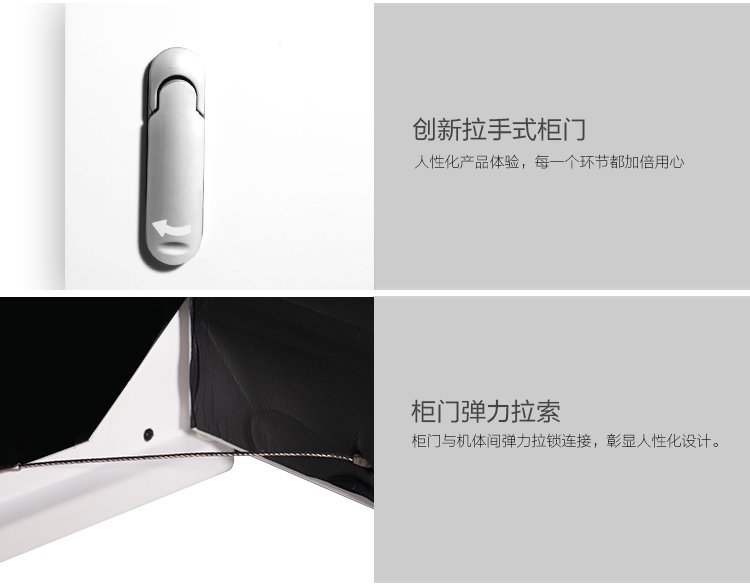 创新拉手式柜门
人性化产品体验，每一个环节都加倍用心
柜门弹力拉索
柜门与机体间弹力拉锁连接，彰显人性化设计。